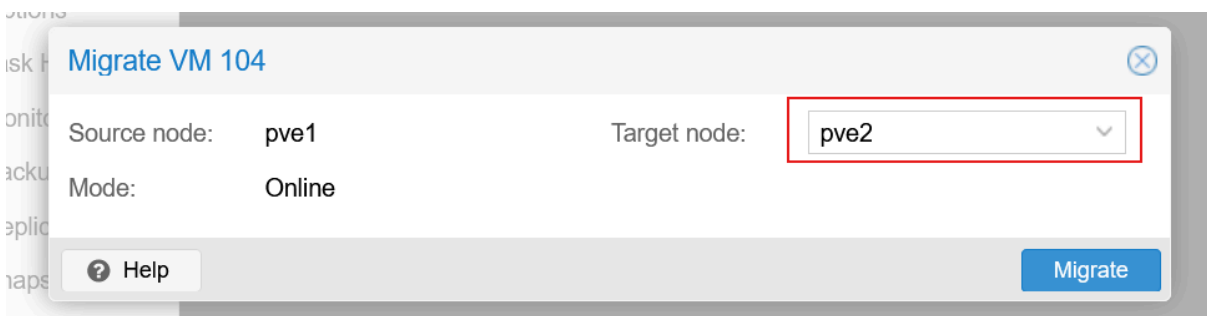 Migrate VM 104
Source node: pve1 Target node: pve2
Mode: Online
Help Migrate